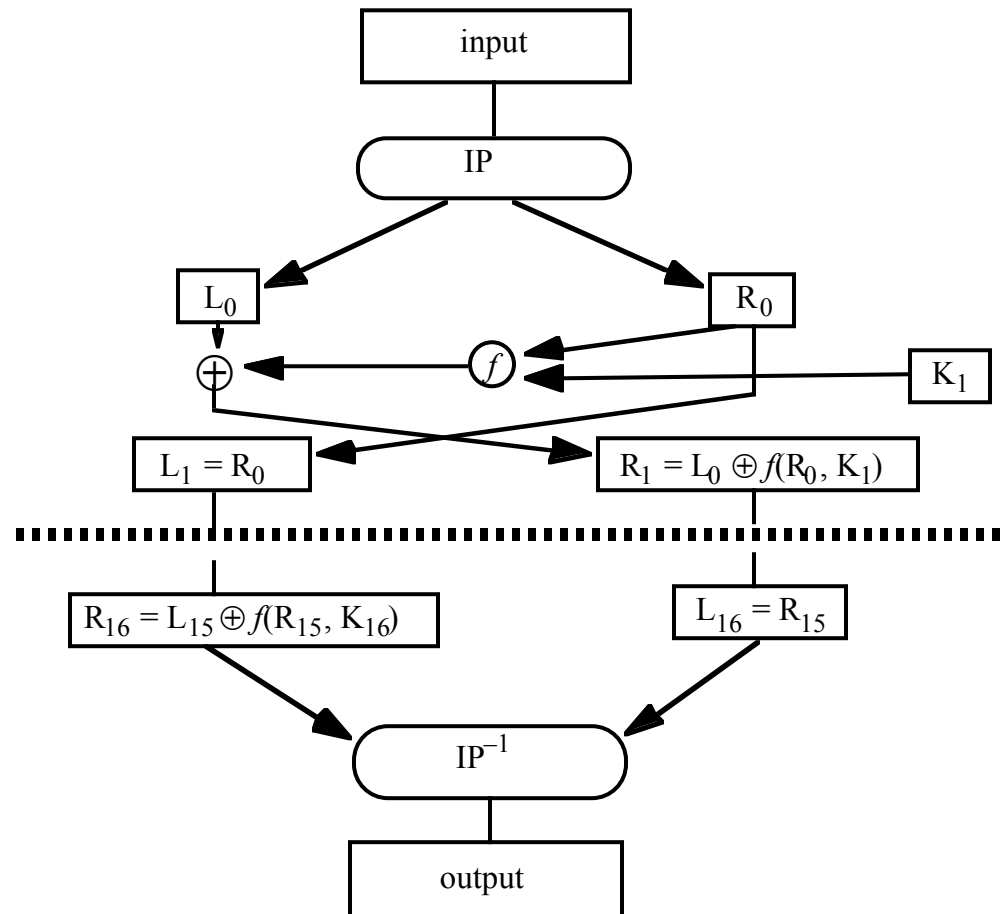 input
IP
L₀
R₀
f
K₁
L₁ = R₀
R₁ = L₀ ⊕ f(R₀, K₁)
R₁₆ = L₁₅ ⊕ f(R₁₅, K₁₆)
L₁₆ = R₁₅
IP⁻¹
output